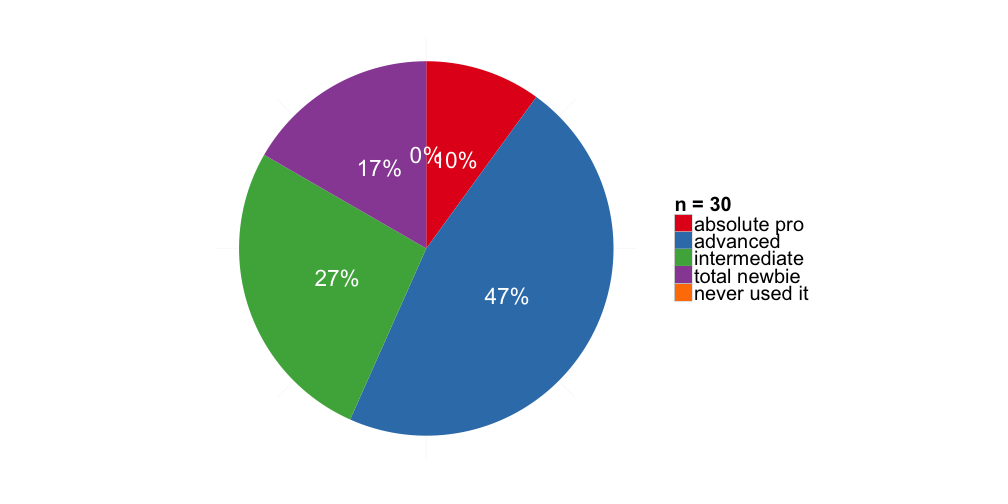 0%
10%
17%
27%
47%
n = 30
absolute pro
advanced
intermediate
total newbie
never used it